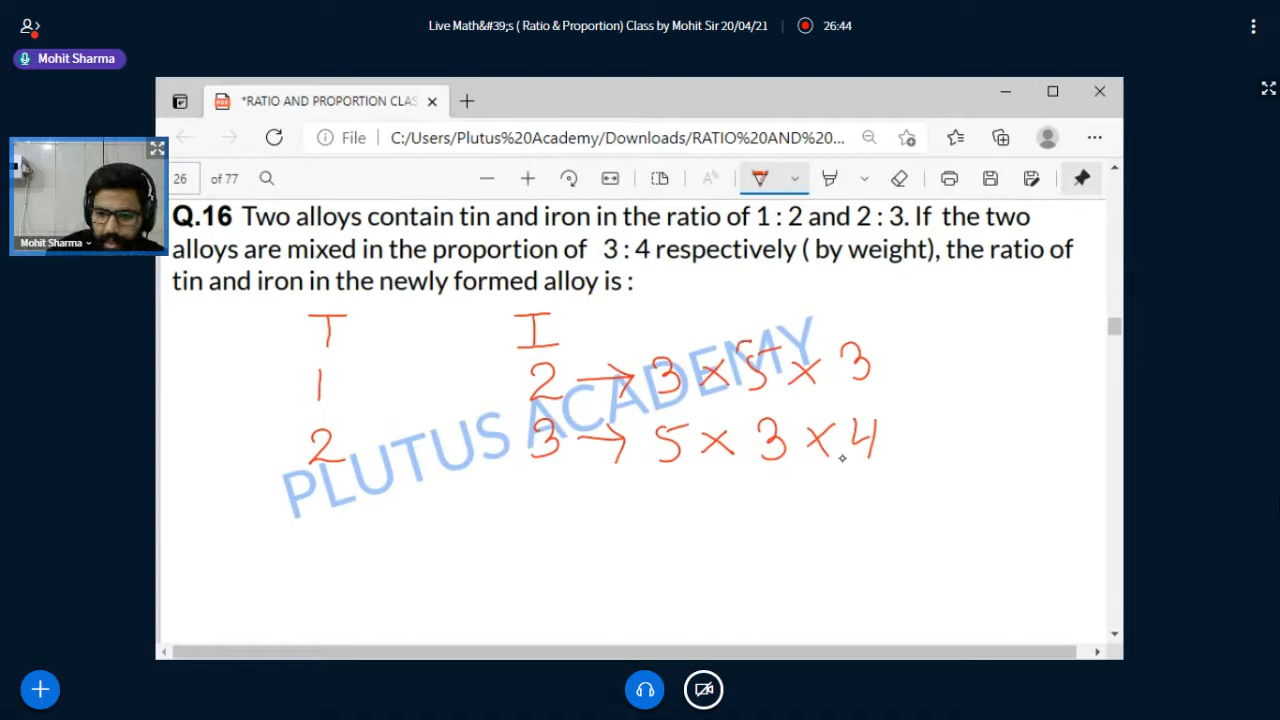 Live Math&#39;s ( Ratio & Proportion) Class by Mohit Sir 20/04/21
26:44
Mohit Sharma
*RATIO AND PROPORTION CLAS
File
C:/Users/Plutus%20Academy/Downloads/RATIO%20AND%20...
26 of 77
Mohit Sharma
Q.16 Two alloys contain tin and iron in the ratio of 1 : 2 and 2 : 3. If the two
alloys are mixed in the proportion of 3 : 4 respectively ( by weight), the ratio of
tin and iron in the newly formed alloy is :
T I
1 2 → 3 × 5 × 3
2 3 → 5 × 3 × 4
PLUTUS ACADEMY